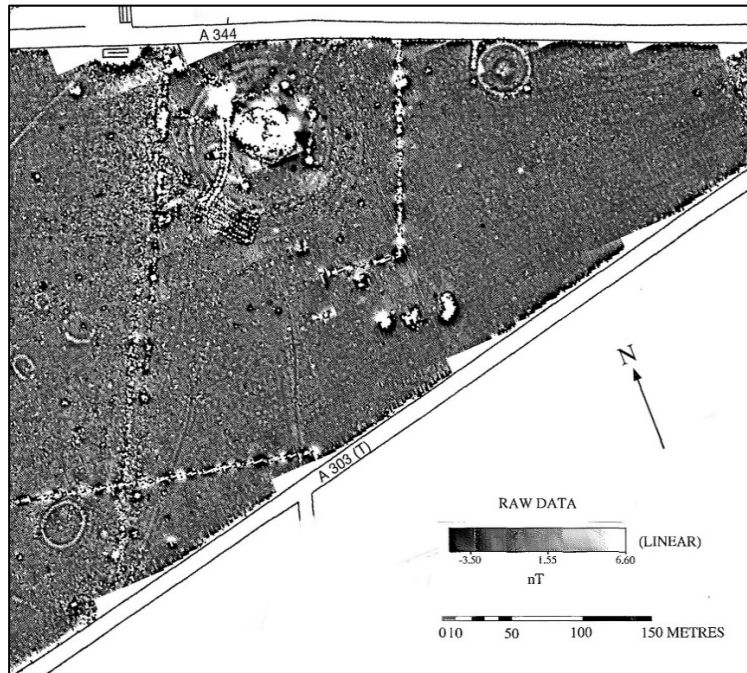 A 344
N
A 303 (T)
RAW DATA
(LINEAR)
-3.50 1.55 6.60
nT
0 10 50 100 150 METRES